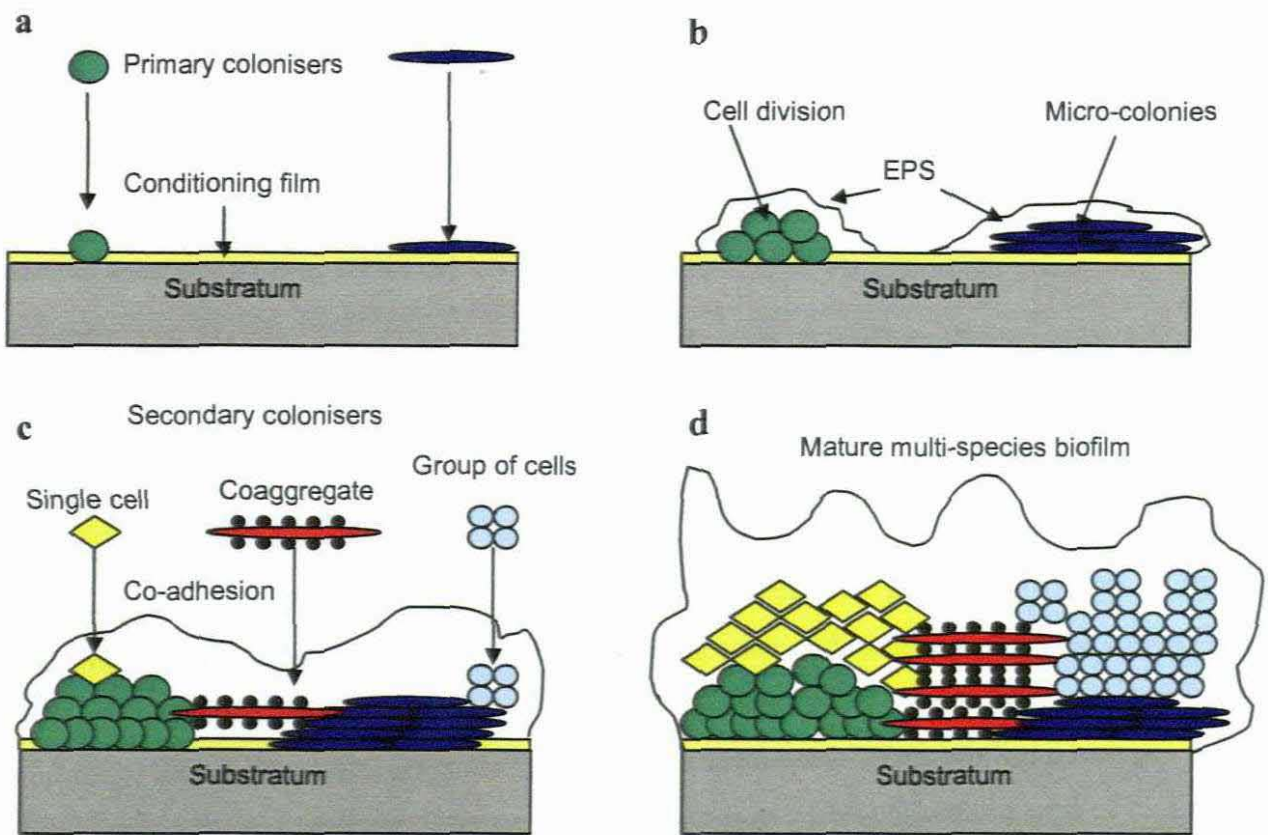 a
Primary colonisers
Conditioning film
Substratum
b
Cell division
Micro-colonies
EPS
Substratum
c
Secondary colonisers
Single cell
Coaggregate
Group of cells
Co-adhesion
Substratum
d
Mature multi-species biofilm
Substratum